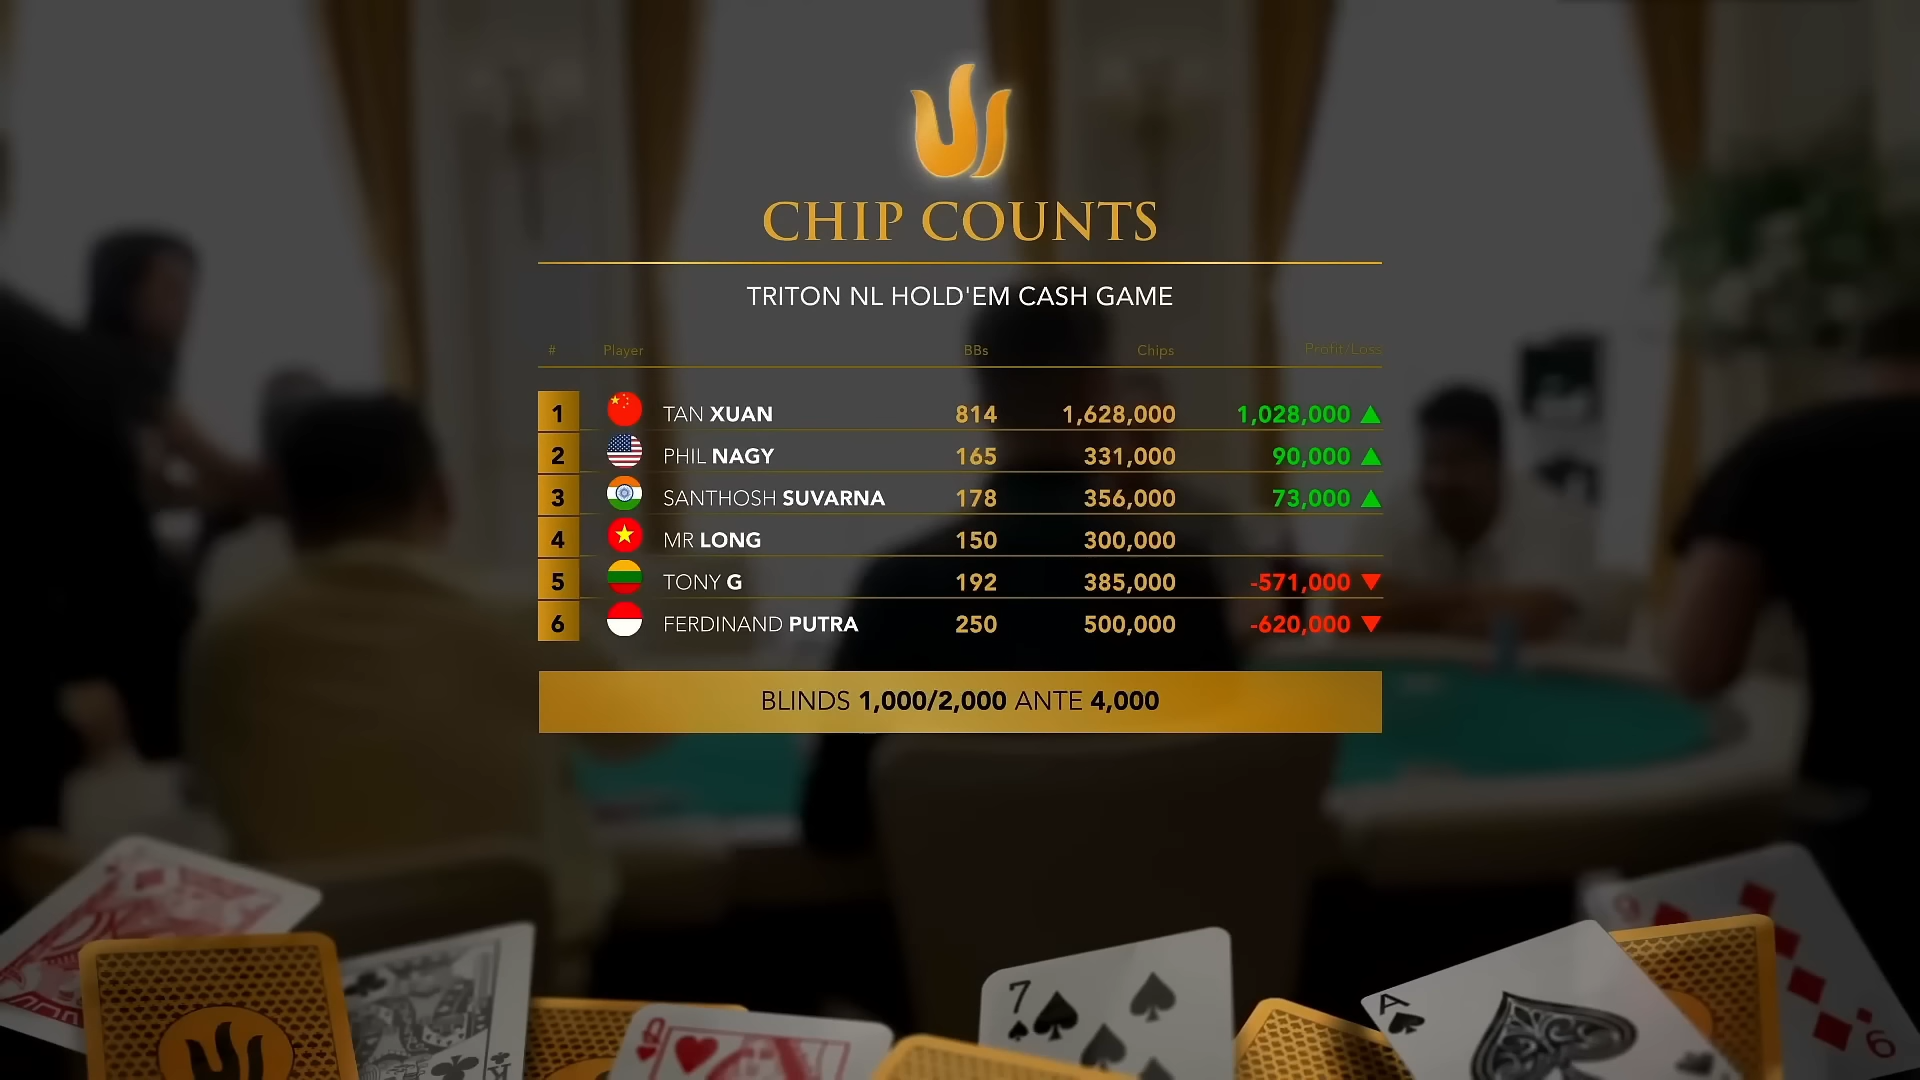 CHIP COUNTS
TRITON NL HOLD'EM CASH GAME
# Player BBs Chips Profit/Loss
1 TAN XUAN 814 1,628,000 1,028,000 ▲
2 PHIL NAGY 165 331,000 90,000 ▲
3 SANTHOSH SUVARNA 178 356,000 73,000 ▲
4 MR LONG 150 300,000
5 TONY G 192 385,000 -571,000 ▼
6 FERDINAND PUTRA 250 500,000 -620,000 ▼
BLINDS 1,000/2,000 ANTE 4,000
7
A
9
9
Q
K